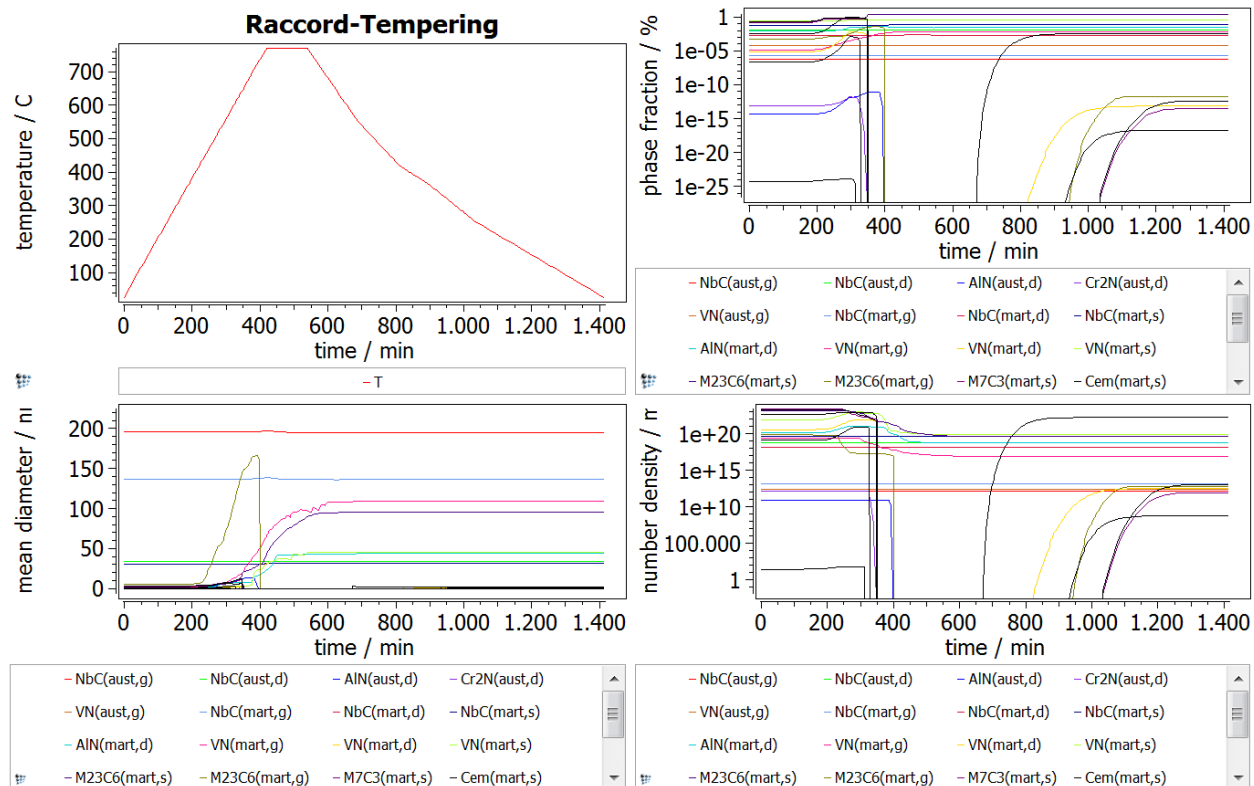 Raccord-Tempering
temperature / C
700
600
500
400
300
200
100
0 200 400 600 800 1.000 1.200 1.400
time / min
T
phase fraction / %
1
1e-05
1e-10
1e-15
1e-20
1e-25
0 200 400 600 800 1.000 1.200 1.400
time / min
NbC(aust,g) NbC(aust,d) AlN(aust,d) Cr2N(aust,d)
VN(aust,g) NbC(mart,g) NbC(mart,d) NbC(mart,s)
AlN(mart,d) VN(mart,g) VN(mart,d) VN(mart,s)
M23C6(mart,s) M23C6(mart,g) M7C3(mart,s) Cem(mart,s)
mean diameter /
200
150
100
50
0
0 200 400 600 800 1.000 1.200 1.400
time / min
NbC(aust,g) NbC(aust,d) AlN(aust,d) Cr2N(aust,d)
VN(aust,g) NbC(mart,g) NbC(mart,d) NbC(mart,s)
AlN(mart,d) VN(mart,g) VN(mart,d) VN(mart,s)
M23C6(mart,s) M23C6(mart,g) M7C3(mart,s) Cem(mart,s)
number density /
1e+20
1e+15
1e+10
100.000
1
0 200 400 600 800 1.000 1.200 1.400
time / min
NbC(aust,g) NbC(aust,d) AlN(aust,d) Cr2N(aust,d)
VN(aust,g) NbC(mart,g) NbC(mart,d) NbC(mart,s)
AlN(mart,d) VN(mart,g) VN(mart,d) VN(mart,s)
M23C6(mart,s) M23C6(mart,g) M7C3(mart,s) Cem(mart,s)